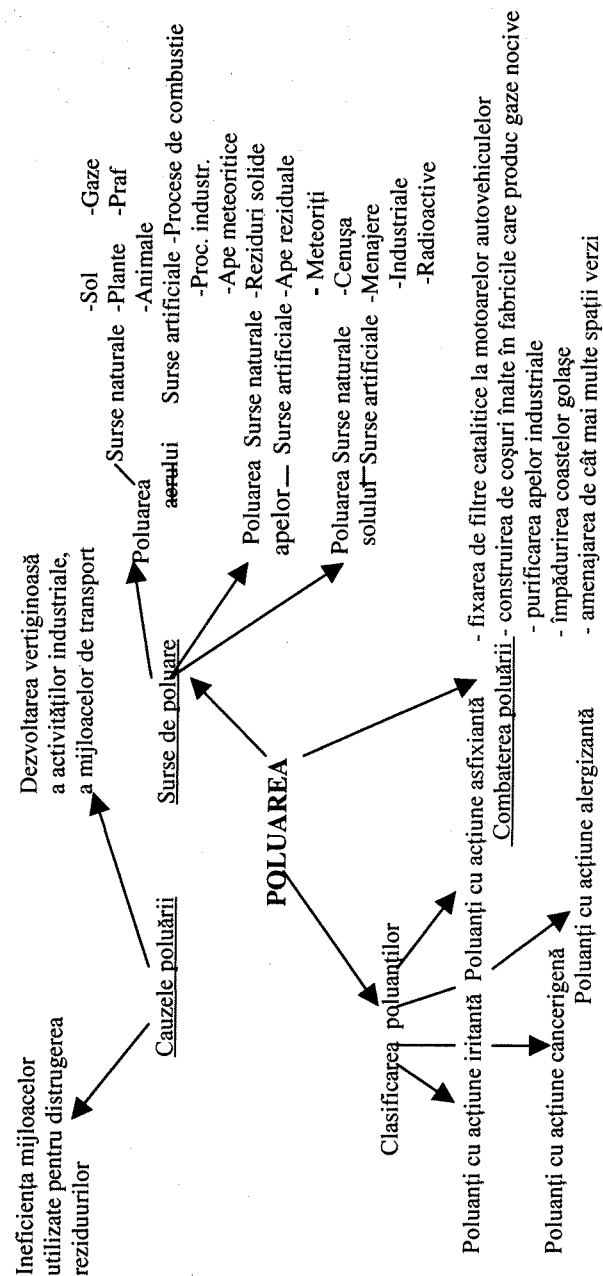 Ineficiența mijloacelor
utilizate pentru distrugerea
reziduurilor
Cauzele poluării
Dezvoltarea vertiginoasă
a activităților industriale,
a mijloacelor de transport
Surse de poluare
Poluarea
aerului
Surse naturale
-Sol -Gaze
-Plante -Praf
-Animale
Surse artificiale -Procese de combustie
-Proc. industr.
Poluarea Surse naturale
apelor Surse artificiale
-Ape meteoritice
-Reziduri solide
-Ape reziduale
Poluarea Surse naturale
solului Surse artificiale
- Meteoriți
-Cenușa
-Menajere
-Industriale
-Radioactive
POLUAREA
Clasificarea poluanților
Poluanți cu acțiune iritantă
Poluanți cu acțiune asfixiantă
Poluanți cu acțiune cancerigenă
Poluanți cu acțiune alergizantă
Combaterea poluării
- fixarea de filtre catalitice la motoarelor autovehiculelor
- construirea de coșuri înalte în fabricile care produc gaze nocive
- purificarea apelor industriale
- împădurirea coastelor golașe
- amenajarea de cât mai multe spații verzi